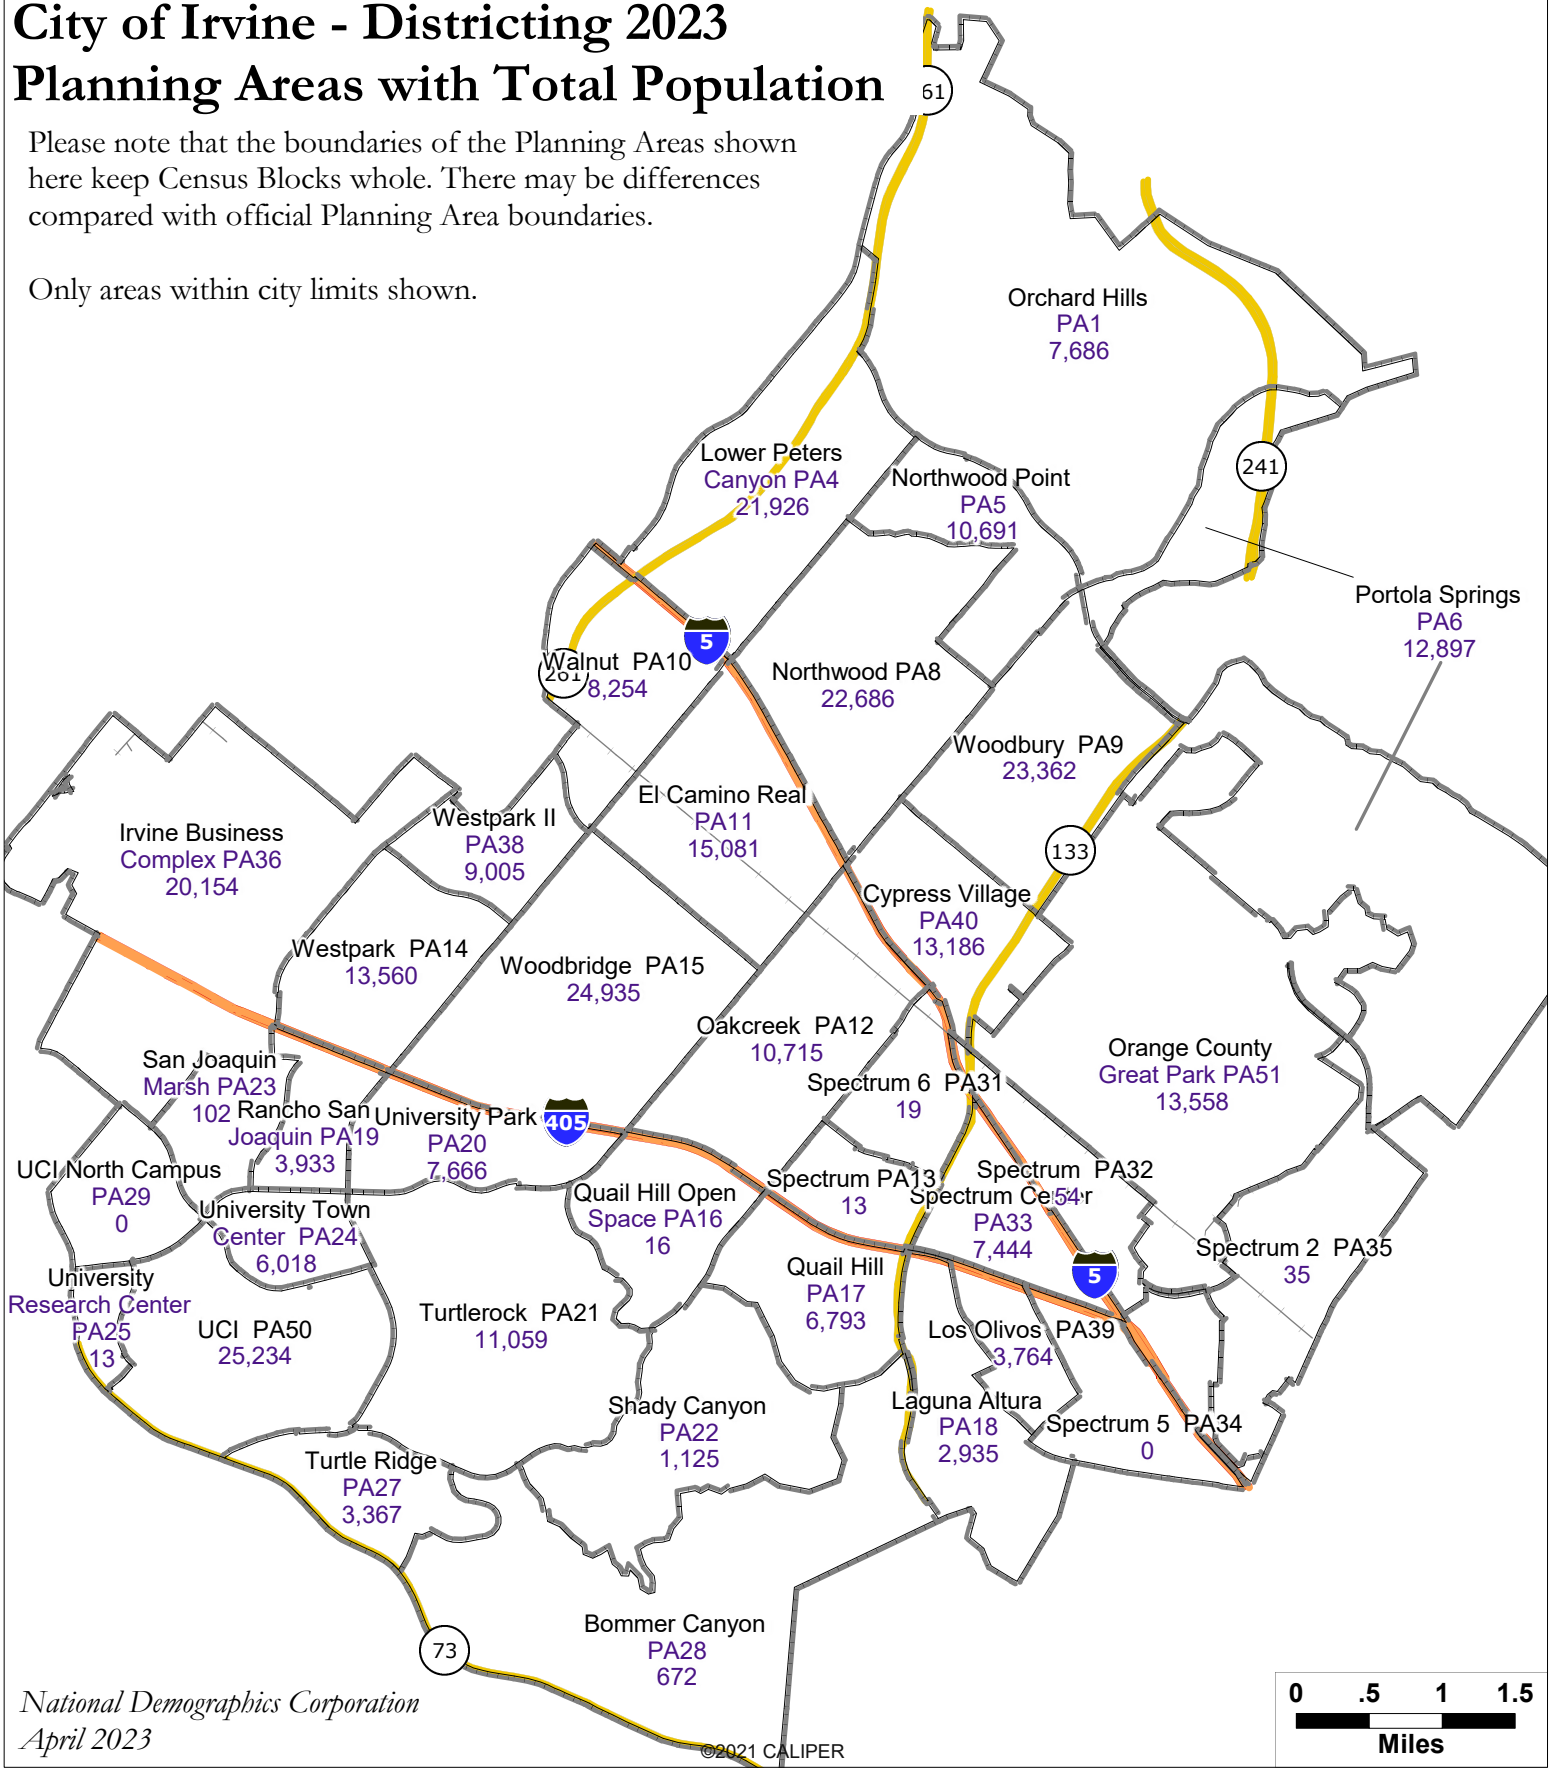 City of Irvine - Districting 2023
Planning Areas with Total Population
Please note that the boundaries of the Planning Areas shown
here keep Census Blocks whole. There may be differences
compared with official Planning Area boundaries.
Only areas within city limits shown.
61
Orchard Hills
PA1
7,686
241
Lower Peters
Canyon PA4
21,926
Northwood Point
PA5
10,691
Portola Springs
PA6
12,897
5
Walnut PA10
8,254
261
Northwood PA8
22,686
Woodbury PA9
23,362
El Camino Real
PA11
15,081
133
Irvine Business
Complex PA36
20,154
Westpark II
PA38
9,005
Cypress Village
PA40
13,186
Westpark PA14
13,560
Woodbridge PA15
24,935
Oakcreek PA12
10,715
Orange County
Great Park PA51
13,558
San Joaquin
Marsh PA23
102
Spectrum 6 PA31
19
Rancho San
Joaquin PA19
3,933
University Park
PA20
7,666
405
UCI North Campus
PA29
0
Spectrum PA13
13
Spectrum PA32
54
Spectrum Center
PA33
7,444
Quail Hill Open
Space PA16
16
University Town
Center PA24
6,018
Spectrum 2 PA35
35
5
Quail Hill
PA17
6,793
University
Research Center
PA25
13
UCI PA50
25,234
Turtlerock PA21
11,059
Los Olivos PA39
3,764
Shady Canyon
PA22
1,125
Laguna Altura
PA18
2,935
Spectrum 5 PA34
0
Turtle Ridge
PA27
3,367
Bommer Canyon
PA28
672
73
National Demographics Corporation
April 2023
©2021 CALIPER
0 .5 1 1.5
Miles